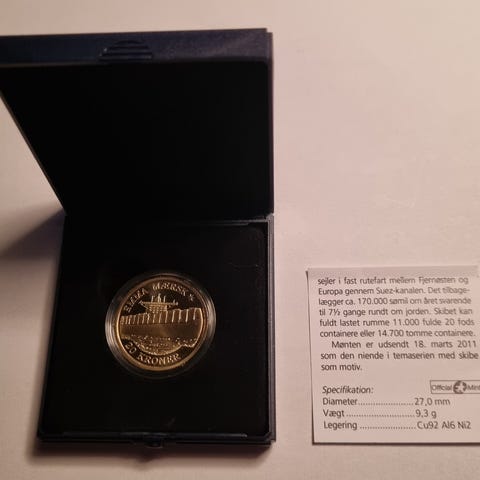 EMMA MÆRSK
20 KRONER
sejler i fast rutefart mellem Fjernøsten og
Europa gennem Suez-kanalen. Det tilbage-
lægger ca. 170.000 sømil om året svarende
til 7½ gange rundt om jorden. Skibet kan
fuldt lastet rumme 11.000 fulde 20 fods
containere eller 14.700 tomme containere.
Mønten er udsendt 18. marts 2011
som den niende i temaserien med skibe
som motiv.
Specifikation:
Official Mint
Diameter......................27,0 mm
Vægt..........................9,3 g
Legering .....................Cu92 Al6 Ni2